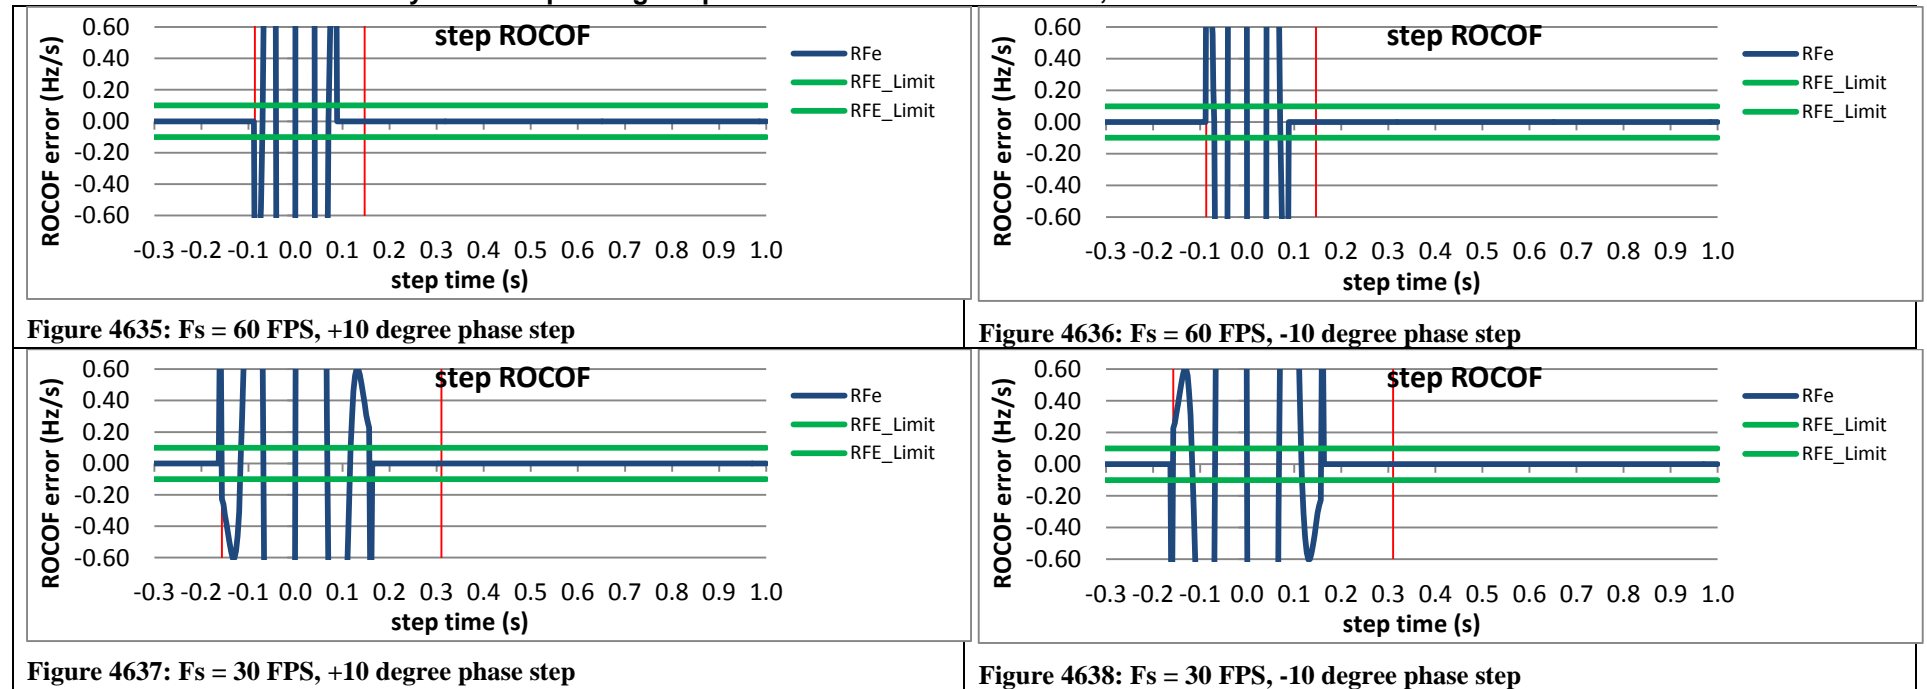 0.60
0.40
0.20
0.00
-0.20
-0.40
-0.60
ROCOF error (Hz/s)
step ROCOF
RFe
RFE_Limit
RFE_Limit
-0.3 -0.2 -0.1 0.0 0.1 0.2 0.3 0.4 0.5 0.6 0.7 0.8 0.9 1.0
step time (s)
Figure 4635: Fs = 60 FPS, +10 degree phase step
0.60
0.40
0.20
0.00
-0.20
-0.40
-0.60
ROCOF error (Hz/s)
step ROCOF
RFe
RFE_Limit
RFE_Limit
-0.3 -0.2 -0.1 0.0 0.1 0.2 0.3 0.4 0.5 0.6 0.7 0.8 0.9 1.0
step time (s)
Figure 4636: Fs = 60 FPS, -10 degree phase step
0.60
0.40
0.20
0.00
-0.20
-0.40
-0.60
ROCOF error (Hz/s)
step ROCOF
RFe
RFE_Limit
RFE_Limit
-0.3 -0.2 -0.1 0.0 0.1 0.2 0.3 0.4 0.5 0.6 0.7 0.8 0.9 1.0
step time (s)
Figure 4637: Fs = 30 FPS, +10 degree phase step
0.60
0.40
0.20
0.00
-0.20
-0.40
-0.60
ROCOF error (Hz/s)
step ROCOF
RFe
RFE_Limit
RFE_Limit
-0.3 -0.2 -0.1 0.0 0.1 0.2 0.3 0.4 0.5 0.6 0.7 0.8 0.9 1.0
step time (s)
Figure 4638: Fs = 30 FPS, -10 degree phase step